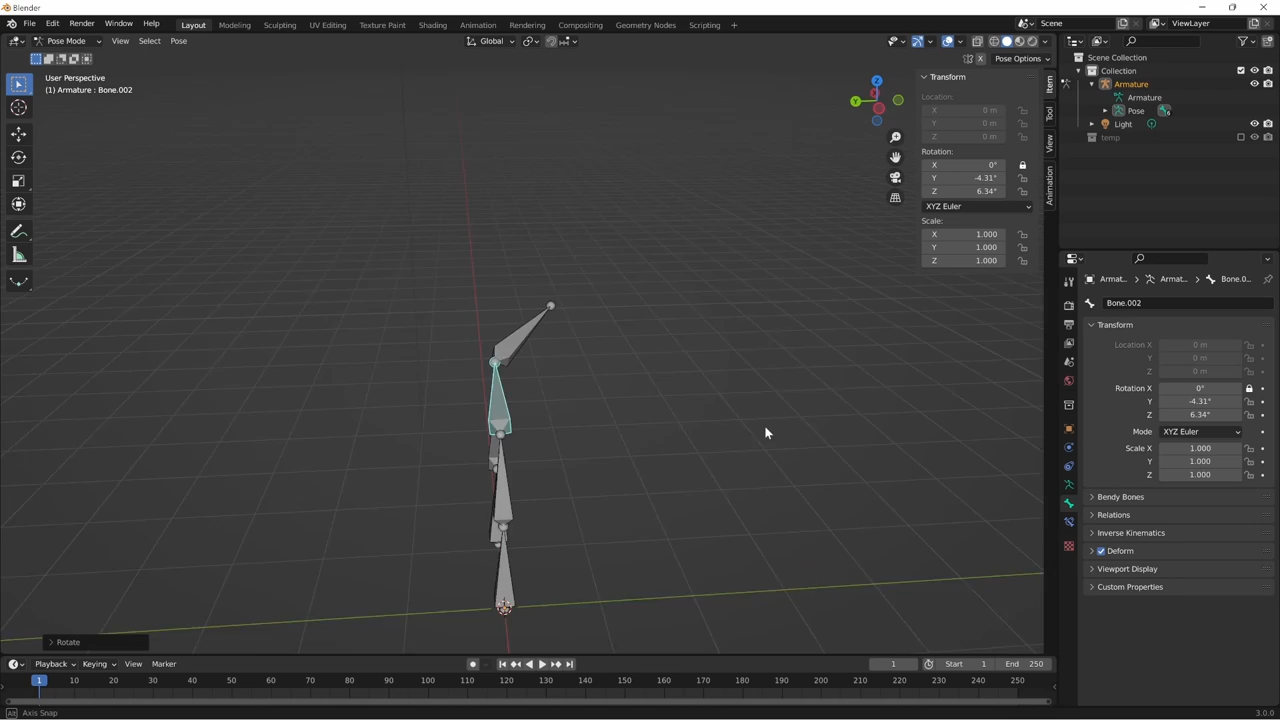 Blender
File Edit Render Window Help Layout Modeling Sculpting UV Editing Texture Paint Shading Animation Rendering Compositing Geometry Nodes Scripting + Scene ViewLayer
Pose Mode View Select Pose Global
X Pose Options
User Perspective
(1) Armature : Bone.002
Z
Y
Transform
Location:
X 0 m
Y 0 m
Z 0 m
Rotation:
X 0°
Y -4.31°
Z 6.34°
XYZ Euler
Scale:
X 1.000
Y 1.000
Z 1.000
Item
Tool
View
Animation
Scene Collection
Collection
Armature
Armature
Pose 6
Light
temp
Armat... Armat... Bone.0...
Bone.002
Transform
Location X 0 m
Y 0 m
Z 0 m
Rotation X 0°
Y -4.31°
Z 6.34°
Mode XYZ Euler
Scale X 1.000
Y 1.000
Z 1.000
Bendy Bones
Relations
Inverse Kinematics
Deform
Viewport Display
Custom Properties
Rotate
Playback Keying View Marker 1 Start 1 End 250
1 10 20 30 40 50 60 70 80 90 100 110 120 130 140 150 160 170 180 190 200 210 220 230 240 250
Alt Axis Snap 3.0.0